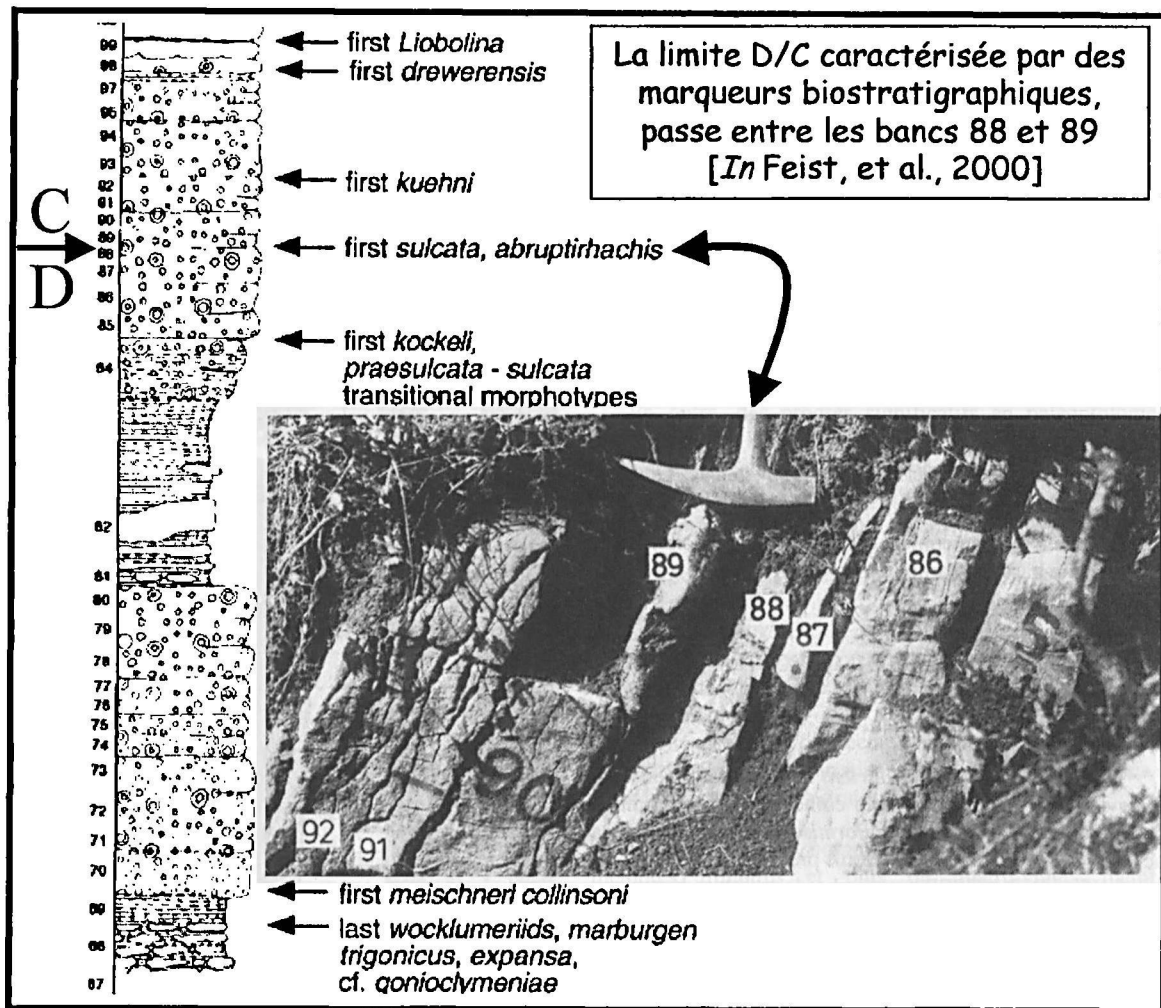 La limite D/C caractérisée par des
marqueurs biostratigraphiques,
passe entre les bancs 88 et 89
[In Feist, et al., 2000]
99
first Liobolina
98
first drewerensis
97
95
94
93
92
first kuehni
91
90
C
89
88
first sulcata, abruptirhachis
D
87
86
85
first kockeli,
praesulcata - sulcata
transitional morphotypes
84
82
81
80
79
78
77
76
75
74
73
72
71
70
89
88
87
86
90
92
91
first meischneri collinsoni
69
last wocklumeriids, marburgen
68
trigonicus, expansa,
cf. gonioclymeniae
67